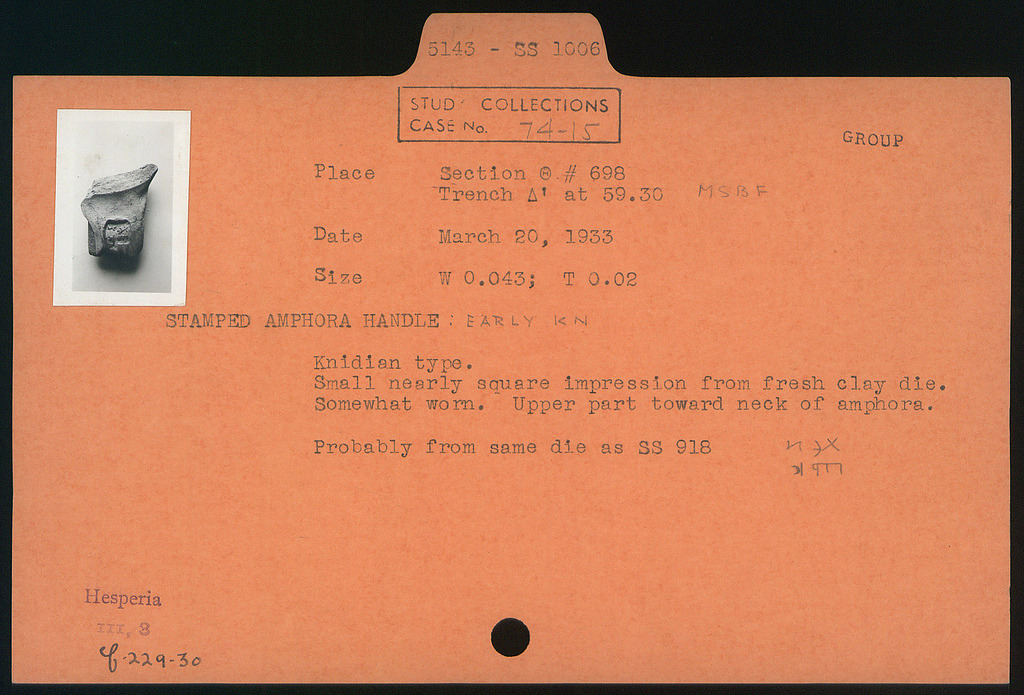 5143 - SS 1006
STUD COLLECTIONS
CASE No. 74-15
GROUP
Place Section Θ # 698
Trench Δ' at 59.30 MSBF
Date March 20, 1933
Size W 0.043; T 0.02
STAMPED AMPHORA HANDLE : EARLY KN
Knidian type.
Small nearly square impression from fresh clay die.
Somewhat worn. Upper part toward neck of amphora.
Probably from same die as SS 918
Hesperia
III, 8
229-30